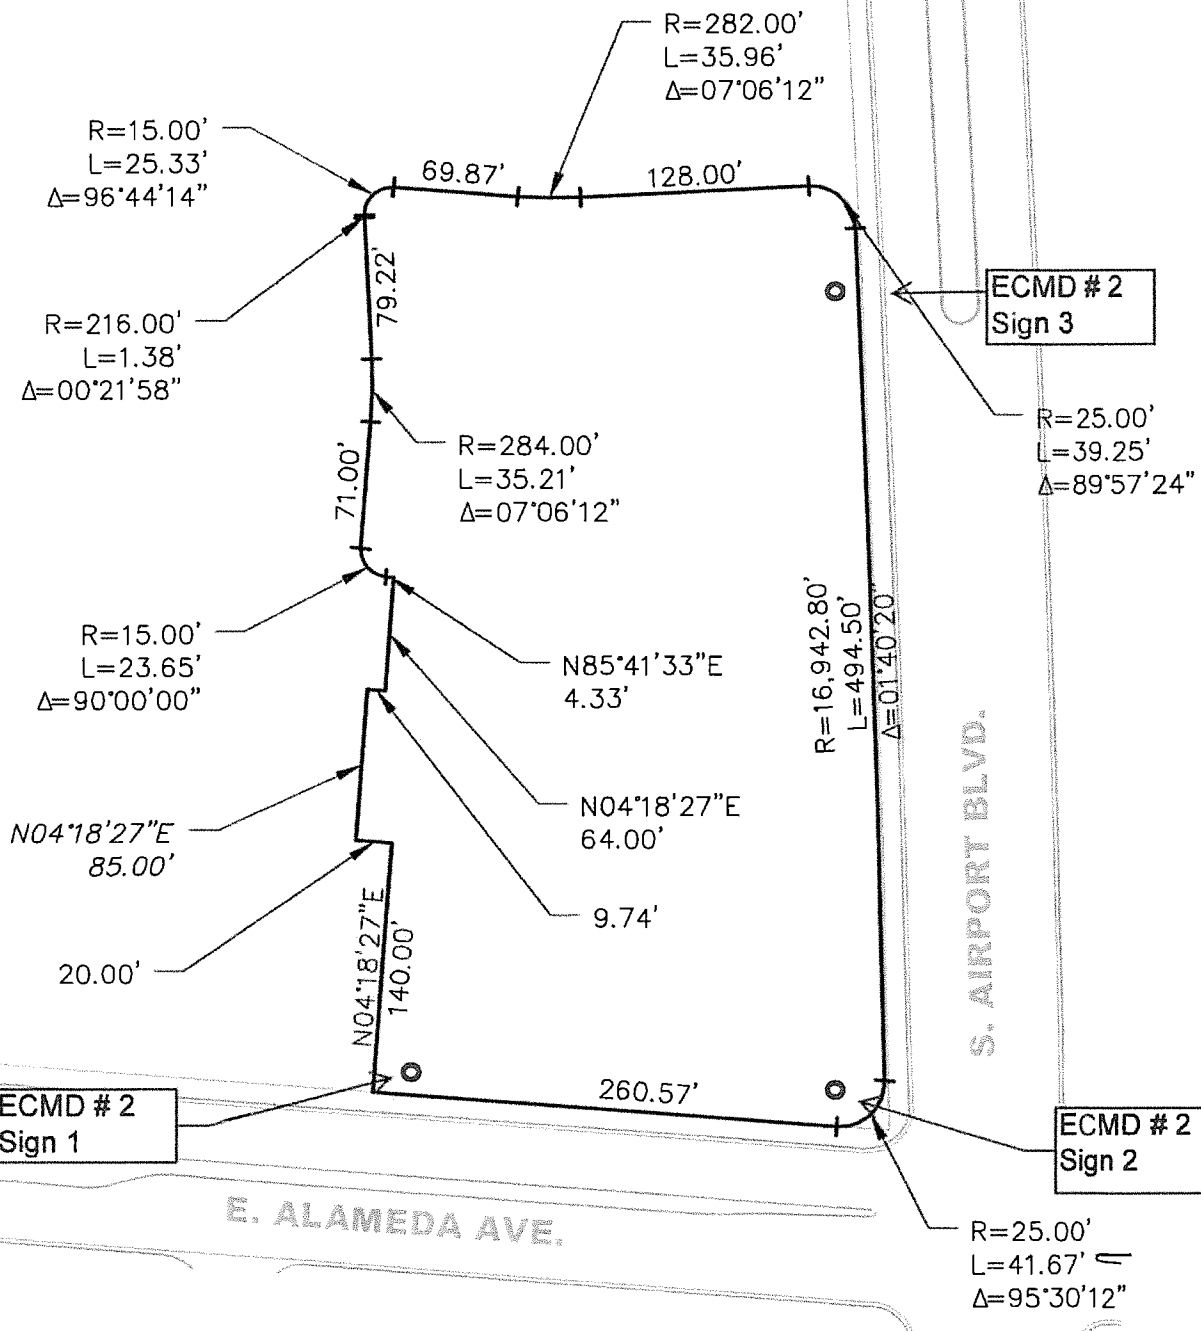 R=282.00'
L=35.96'
Δ=07°06'12"
R=15.00'
L=25.33'
Δ=96°44'14"
69.87'
128.00'
79.22'
ECMD # 2
Sign 3
R=216.00'
L=1.38'
Δ=00°21'58"
R=25.00'
L=39.25'
Δ=89°57'24"
R=284.00'
L=35.21'
Δ=07°06'12"
71.00'
R=15.00'
L=23.65'
Δ=90°00'00"
N85°41'33"E
4.33'
R=16,942.80'
L=494.50'
Δ=01°40'20"
N04°18'27"E
64.00'
N04°18'27"E
85.00'
9.74'
20.00'
N04°18'27"E
140.00'
S. AIRPORT BLVD.
260.57'
ECMD # 2
Sign 1
ECMD # 2
Sign 2
E. ALAMEDA AVE.
R=25.00'
L=41.67'
Δ=95°30'12"